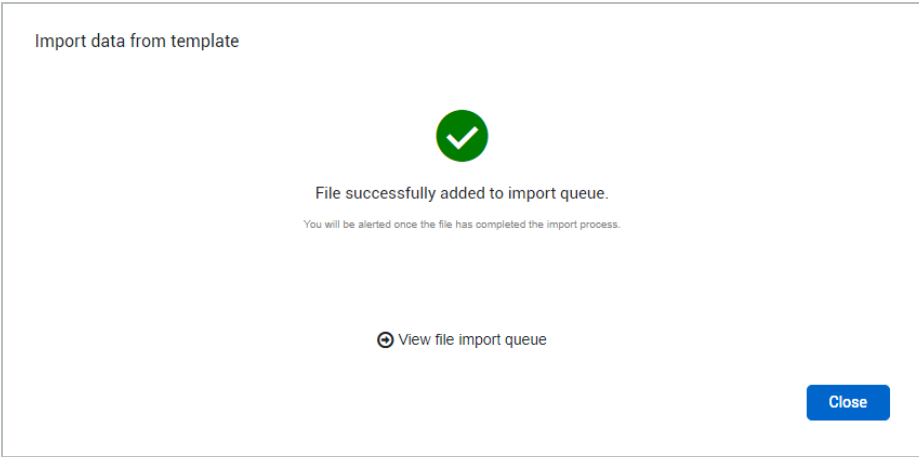 Import data from template
File successfully added to import queue.
You will be alerted once the file has completed the import process.
View file import queue
Close